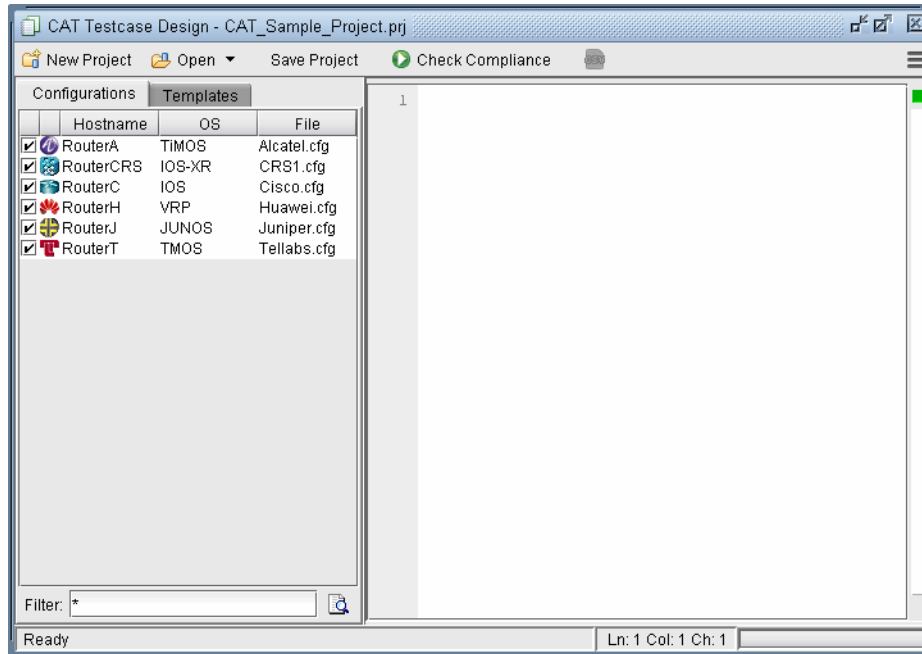 CAT Testcase Design - CAT_Sample_Project.prj
New Project Open Save Project Check Compliance
Configurations Templates
Hostname OS File
RouterA TiMOS Alcatel.cfg
RouterCRS IOS-XR CRS1.cfg
RouterC IOS Cisco.cfg
RouterH VRP Huawei.cfg
RouterJ JUNOS Juniper.cfg
RouterT TMOS Tellabs.cfg
1
Filter: *
Ready Ln: 1 Col: 1 Ch: 1